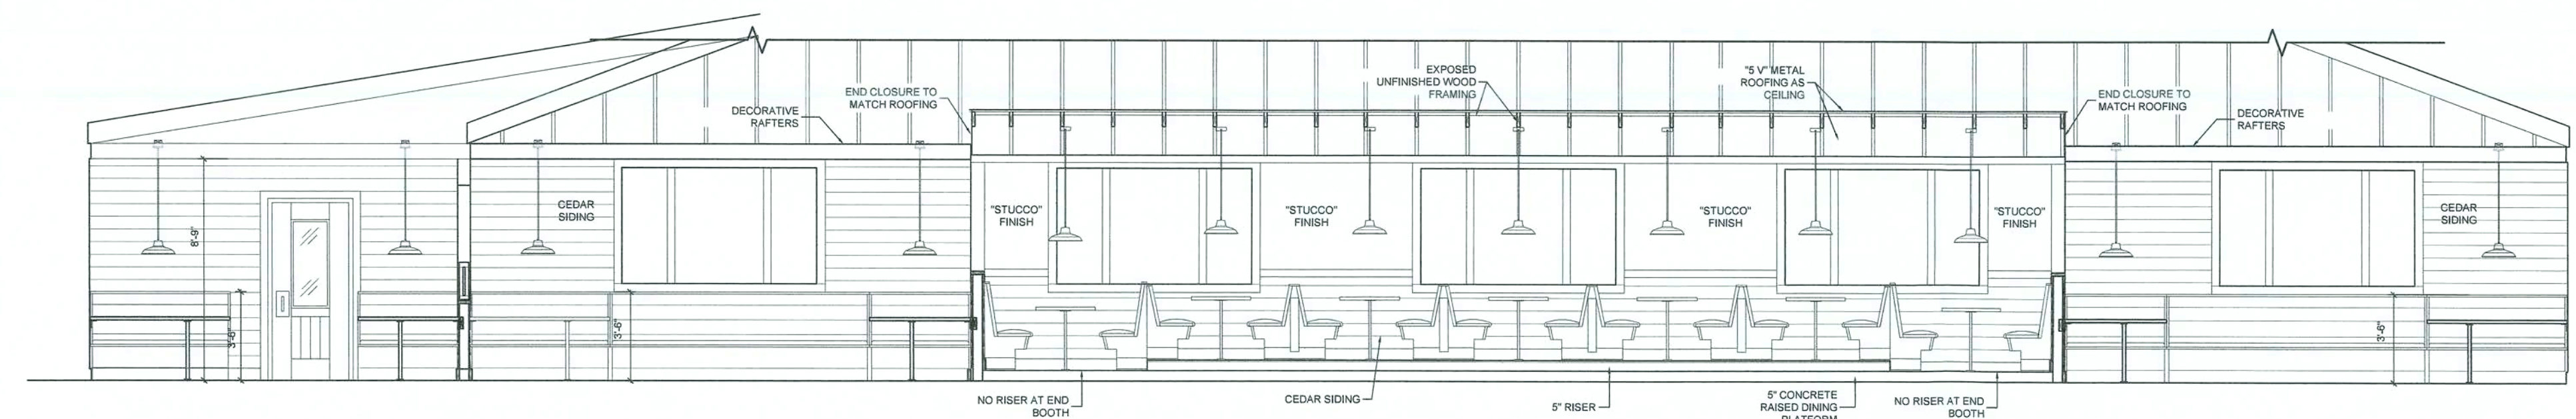 END CLOSURE TO
MATCH ROOFING
DECORATIVE
RAFTERS
EXPOSED
UNFINISHED WOOD
FRAMING
"5 V" METAL
ROOFING AS
CEILING
END CLOSURE TO
MATCH ROOFING
DECORATIVE
RAFTERS
8'-9"
CEDAR
SIDING
"STUCCO"
FINISH
"STUCCO"
FINISH
"STUCCO"
FINISH
"STUCCO"
FINISH
CEDAR
SIDING
3'-6"
3'-6"
3'-6"
NO RISER AT END
BOOTH
CEDAR SIDING
5" RISER
5" CONCRETE
RAISED DINING
PLATFORM
NO RISER AT END
BOOTH